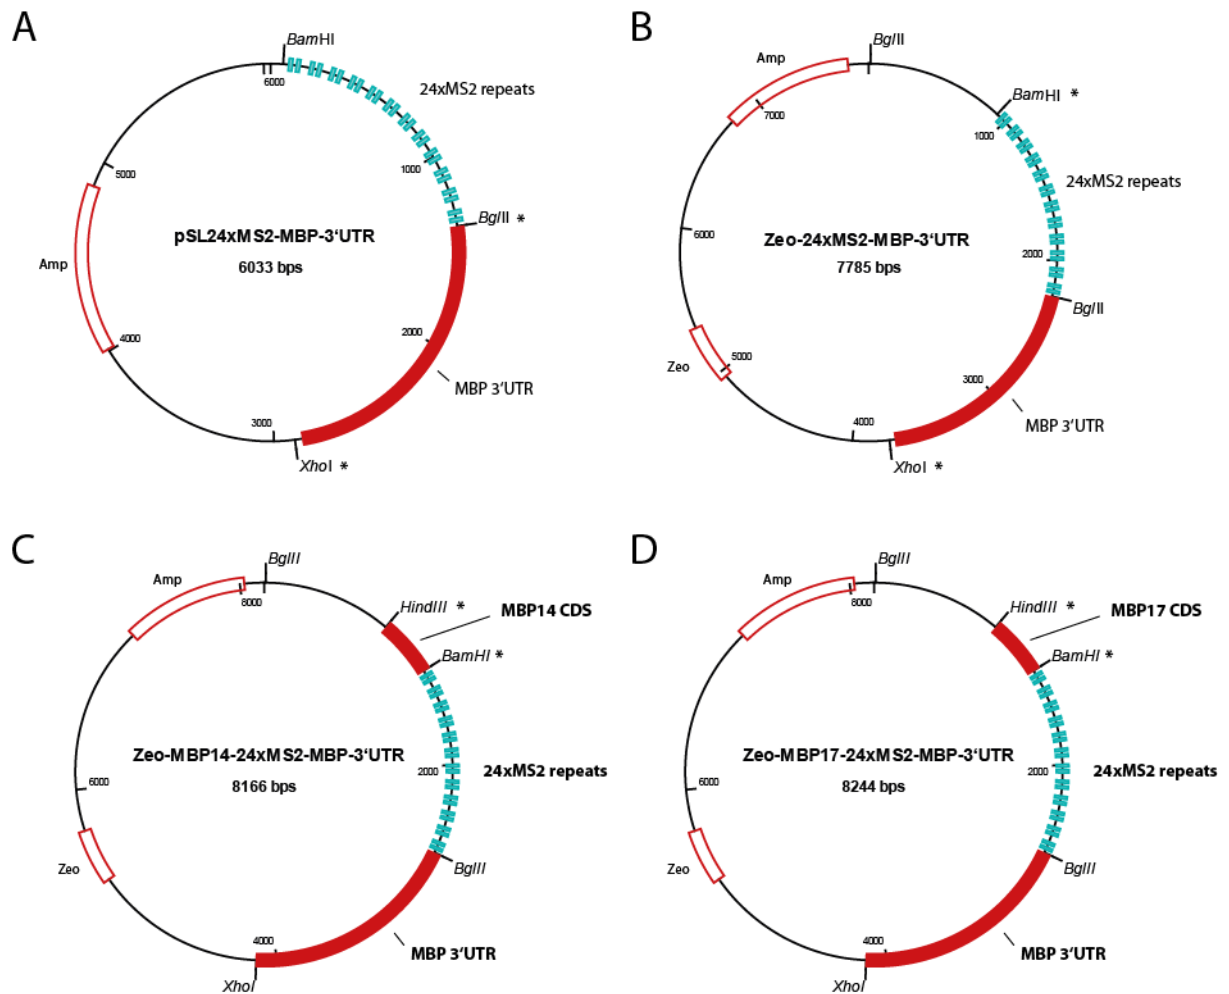 A
BamHI
6000
24xMS2 repeats
1000
5000
BglII *
pSL24xMS2-MBP-3'UTR
6033 bps
Amp
4000
2000
MBP 3'UTR
3000
XhoI *
B
BglII
Amp
7000
BamHI *
1000
24xMS2 repeats
6000
Zeo-24xMS2-MBP-3'UTR
7785 bps
2000
BglII
Zeo
5000
3000
MBP 3'UTR
4000
XhoI *
C
BglII
Amp
8000
HindIII *
MBP14 CDS
BamHI *
Zeo-MBP14-24xMS2-MBP-3'UTR
8166 bps
2000
24xMS2 repeats
6000
Zeo
BglII
4000
MBP 3'UTR
XhoI
D
BglII
Amp
8000
HindIII *
MBP17 CDS
BamHI *
Zeo-MBP17-24xMS2-MBP-3'UTR
8244 bps
2000
24xMS2 repeats
6000
Zeo
BglII
4000
MBP 3'UTR
XhoI